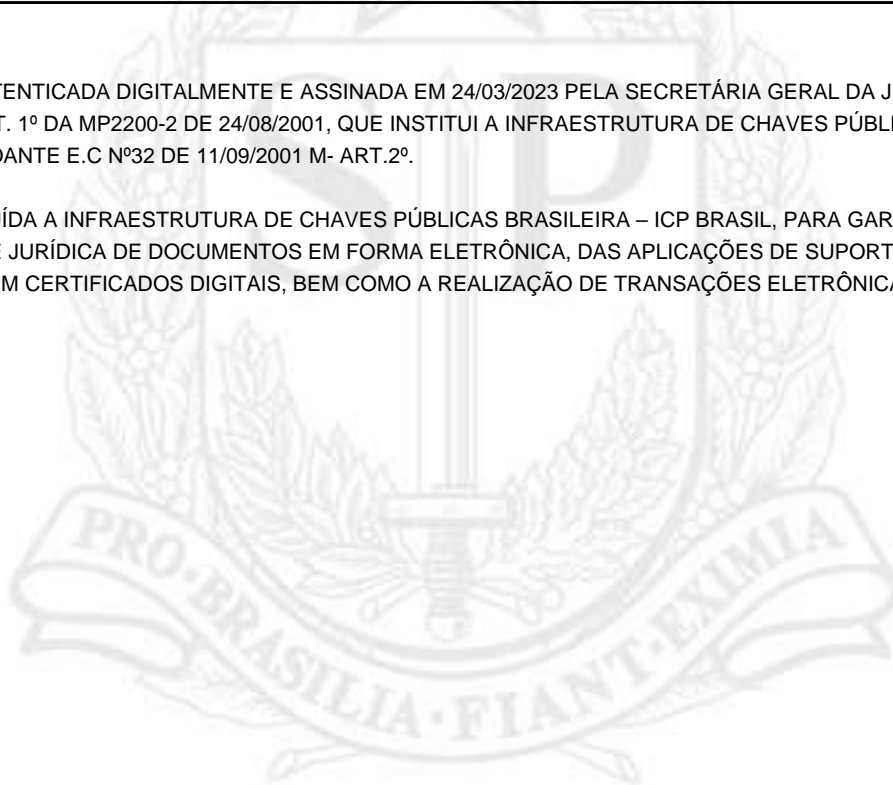 TENTICADA DIGITALMENTE E ASSINADA EM 24/03/2023 PELA SECRETÁRIA GERAL DA J
T. 1º DA MP2200-2 DE 24/08/2001, QUE INSTITUI A INFRAESTRUTURA DE CHAVES PÚBL
DANTE E.C Nº32 DE 11/09/2001 M- ART.2º.
ÍDA A INFRAESTRUTURA DE CHAVES PÚBLICAS BRASILEIRA – ICP BRASIL, PARA GAR
E JURÍDICA DE DOCUMENTOS EM FORMA ELETRÔNICA, DAS APLICAÇÕES DE SUPORT
M CERTIFICADOS DIGITAIS, BEM COMO A REALIZAÇÃO DE TRANSAÇÕES ELETRÔNICA
SP
PRO·BRASILIA·FIANT·EXIMIA